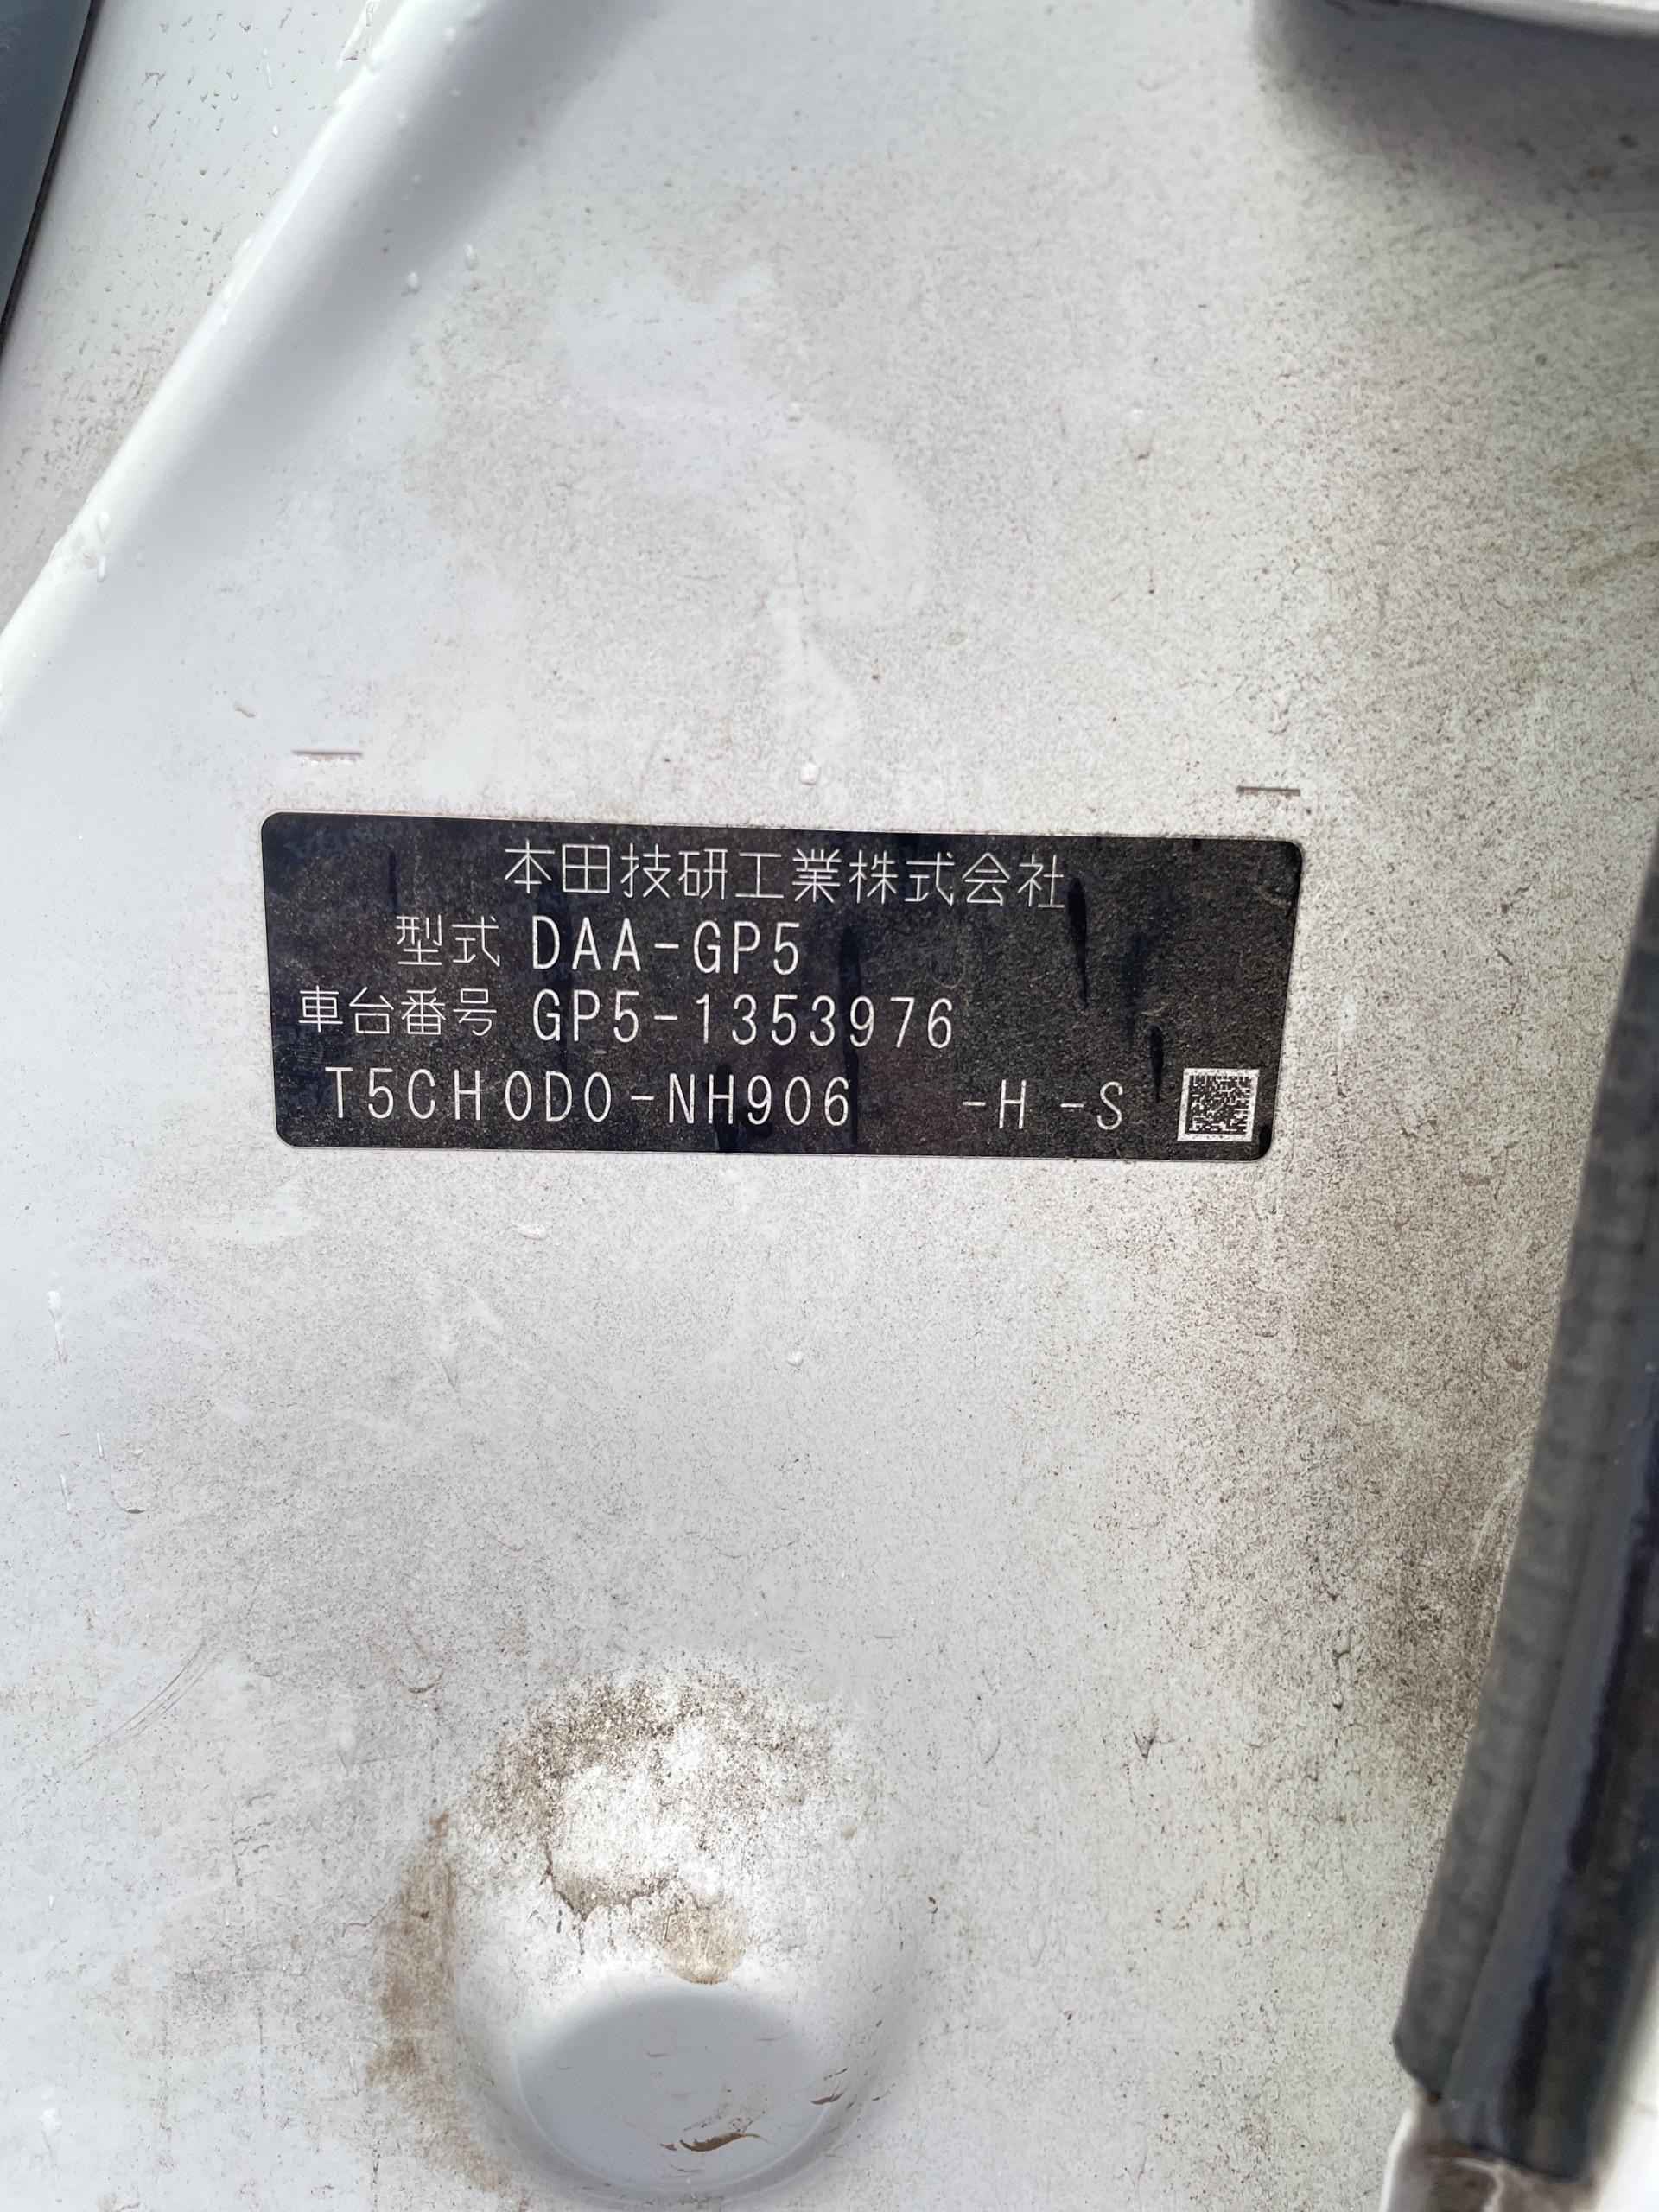 本田技研工業株式会社
型式 DAA-GP5
車台番号 GP5-1353976
T5CH0D0-NH906 -H -S